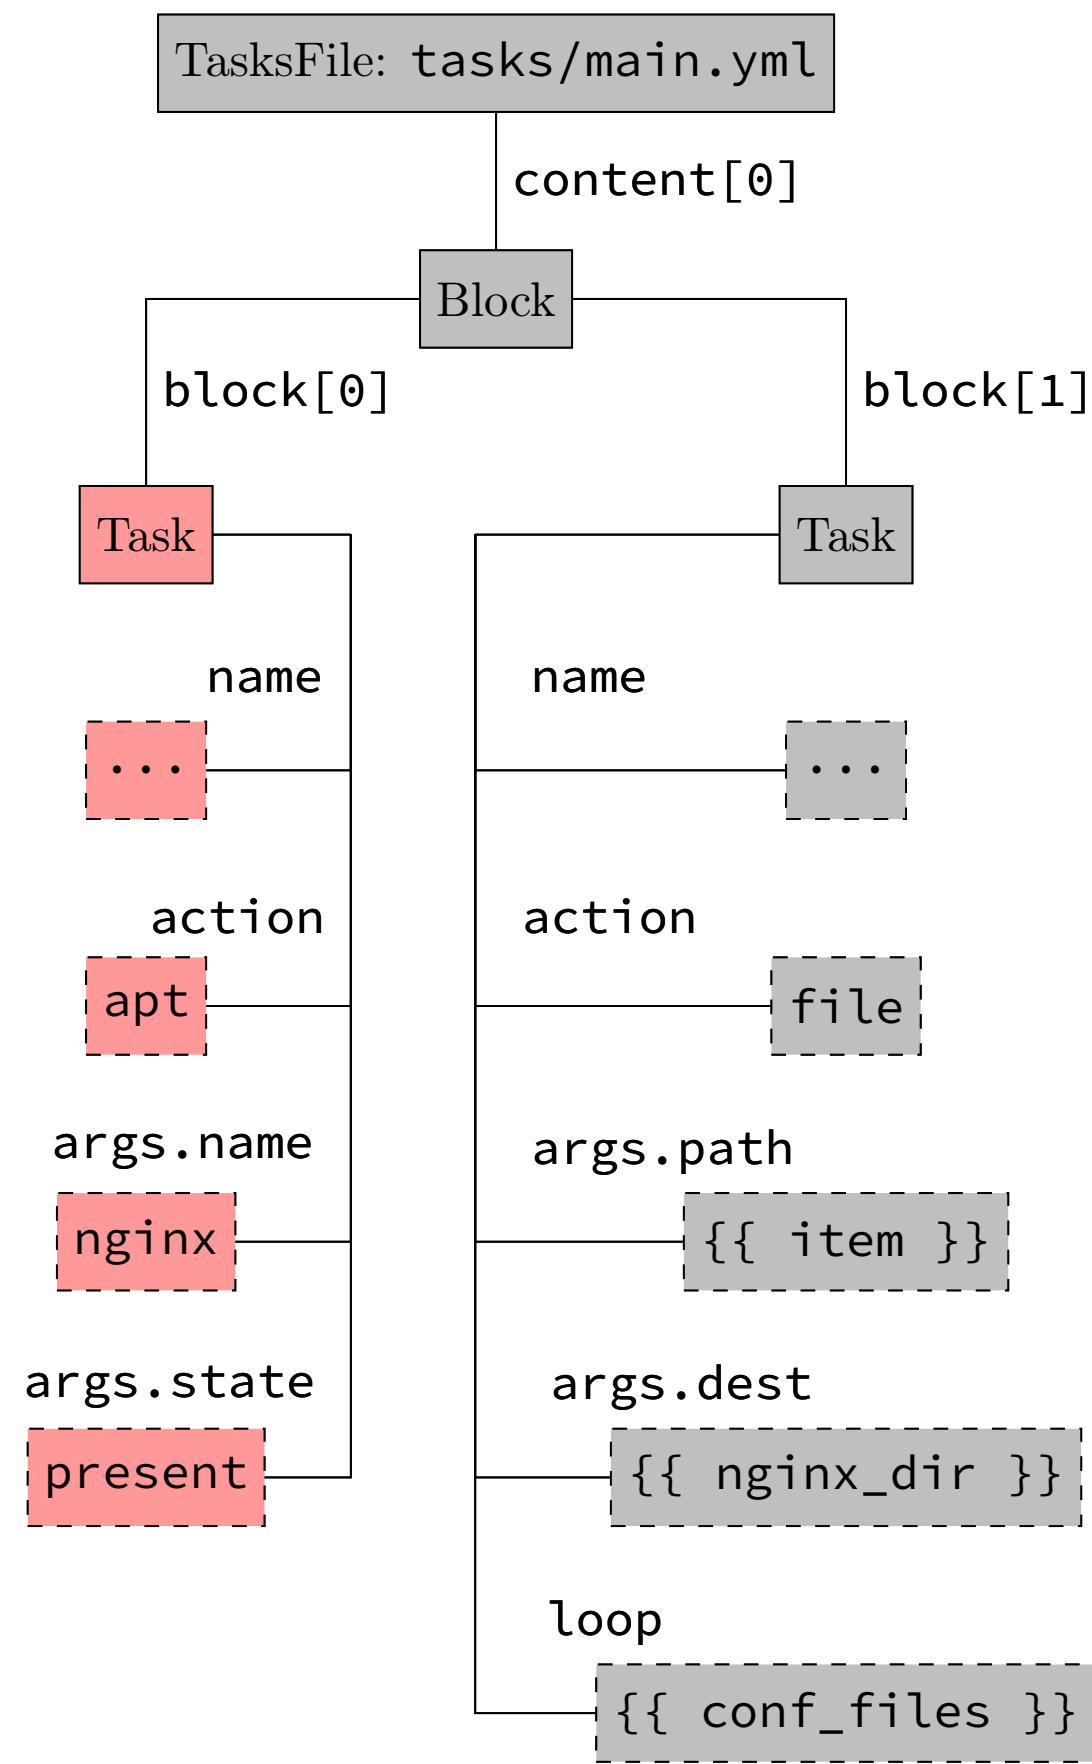 TasksFile: tasks/main.yml
content[0]
Block
block[0]
block[1]
Task
Task
name
name
...
...
action
action
apt
file
args.name
args.path
nginx
{{ item }}
args.state
args.dest
present
{{ nginx_dir }}
loop
{{ conf_files }}